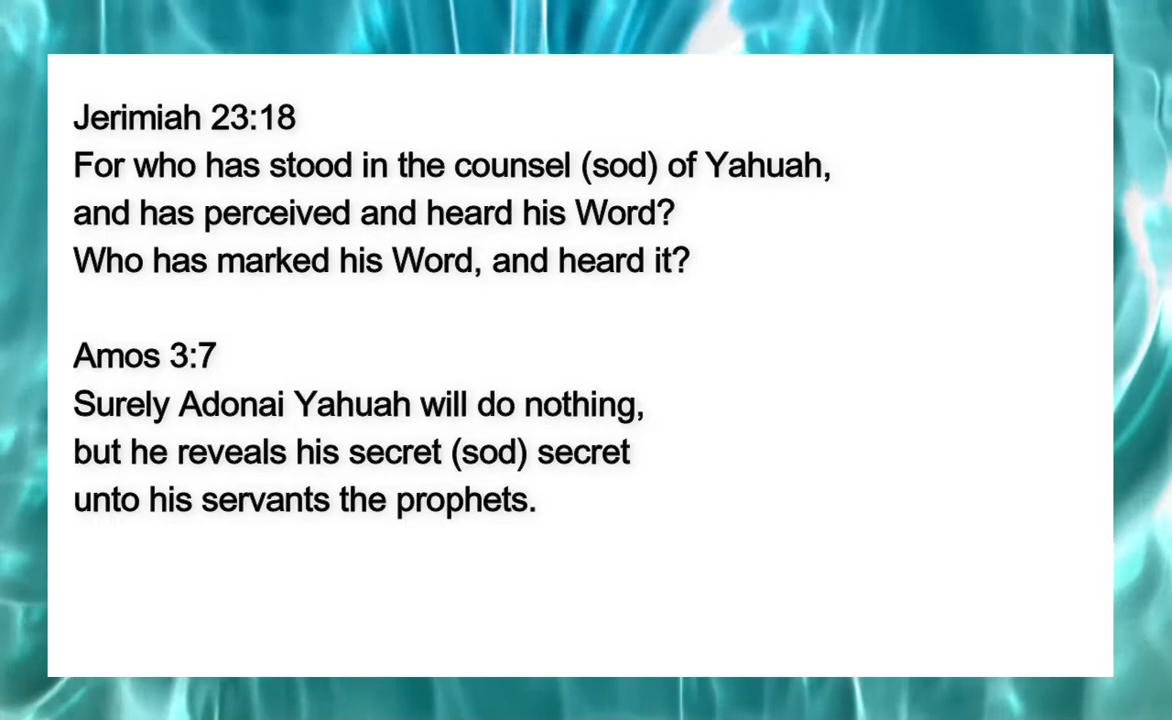 Jerimiah 23:18
For who has stood in the counsel (sod) of Yahuah,
and has perceived and heard his Word?
Who has marked his Word, and heard it?
Amos 3:7
Surely Adonai Yahuah will do nothing,
but he reveals his secret (sod) secret
unto his servants the prophets.